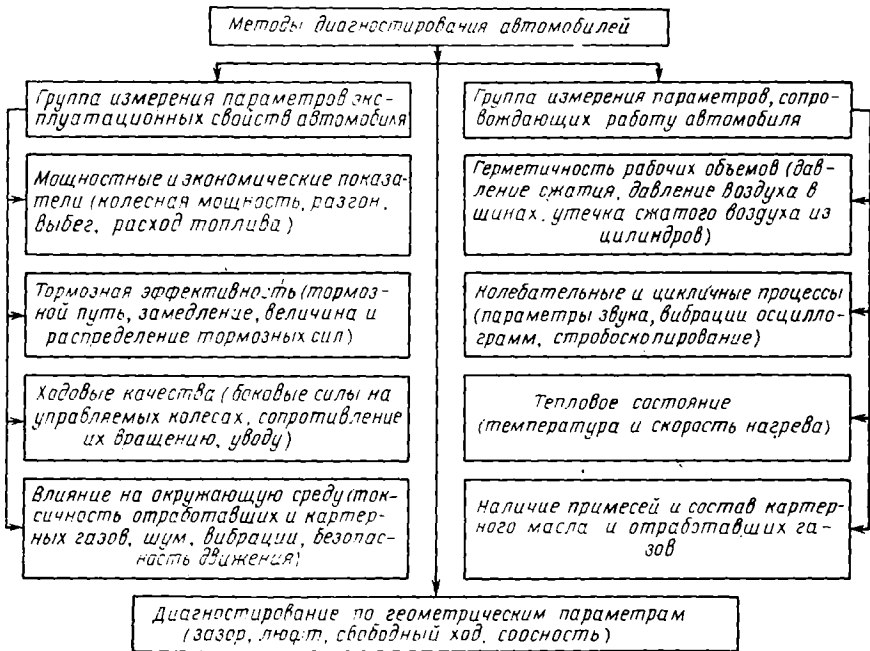 Методы диагностирования автомобилей
Группа измерения параметров экс-
плуатационных свойств автомобиля
Мощностные и экономические показа-
тели (колесная мощность, разгон,
выбег, расход топлива)
Тормозная эффективность (тормоз-
ной путь, замедление, величина и
распределение тормозных сил)
Ходовые качества (боковые силы на
управляемых колесах, сопротивление
их вращению, уводу)
Влияние на окружающую среду (ток-
сичность отработавших и картер-
ных газов, шум, вибрации, безопас-
ность движения)
Группа измерения параметров, сопро-
вождающих работу автомобиля
Герметичность рабочих объемов (дав-
ление сжатия, давление воздуха в
шинах, утечка сжатого воздуха из
цилиндров)
Колебательные и цикличные процессы
(параметры звука, вибрации осцилло-
грамм, стробоскопирование)
Тепловое состояние
(температура и скорость нагрева)
Наличие примесей и состав картер-
ного масла и отработавших га-
зов
Диагностирование по геометрическим параметрам
(зазор, люфт, свободный ход, соосность)